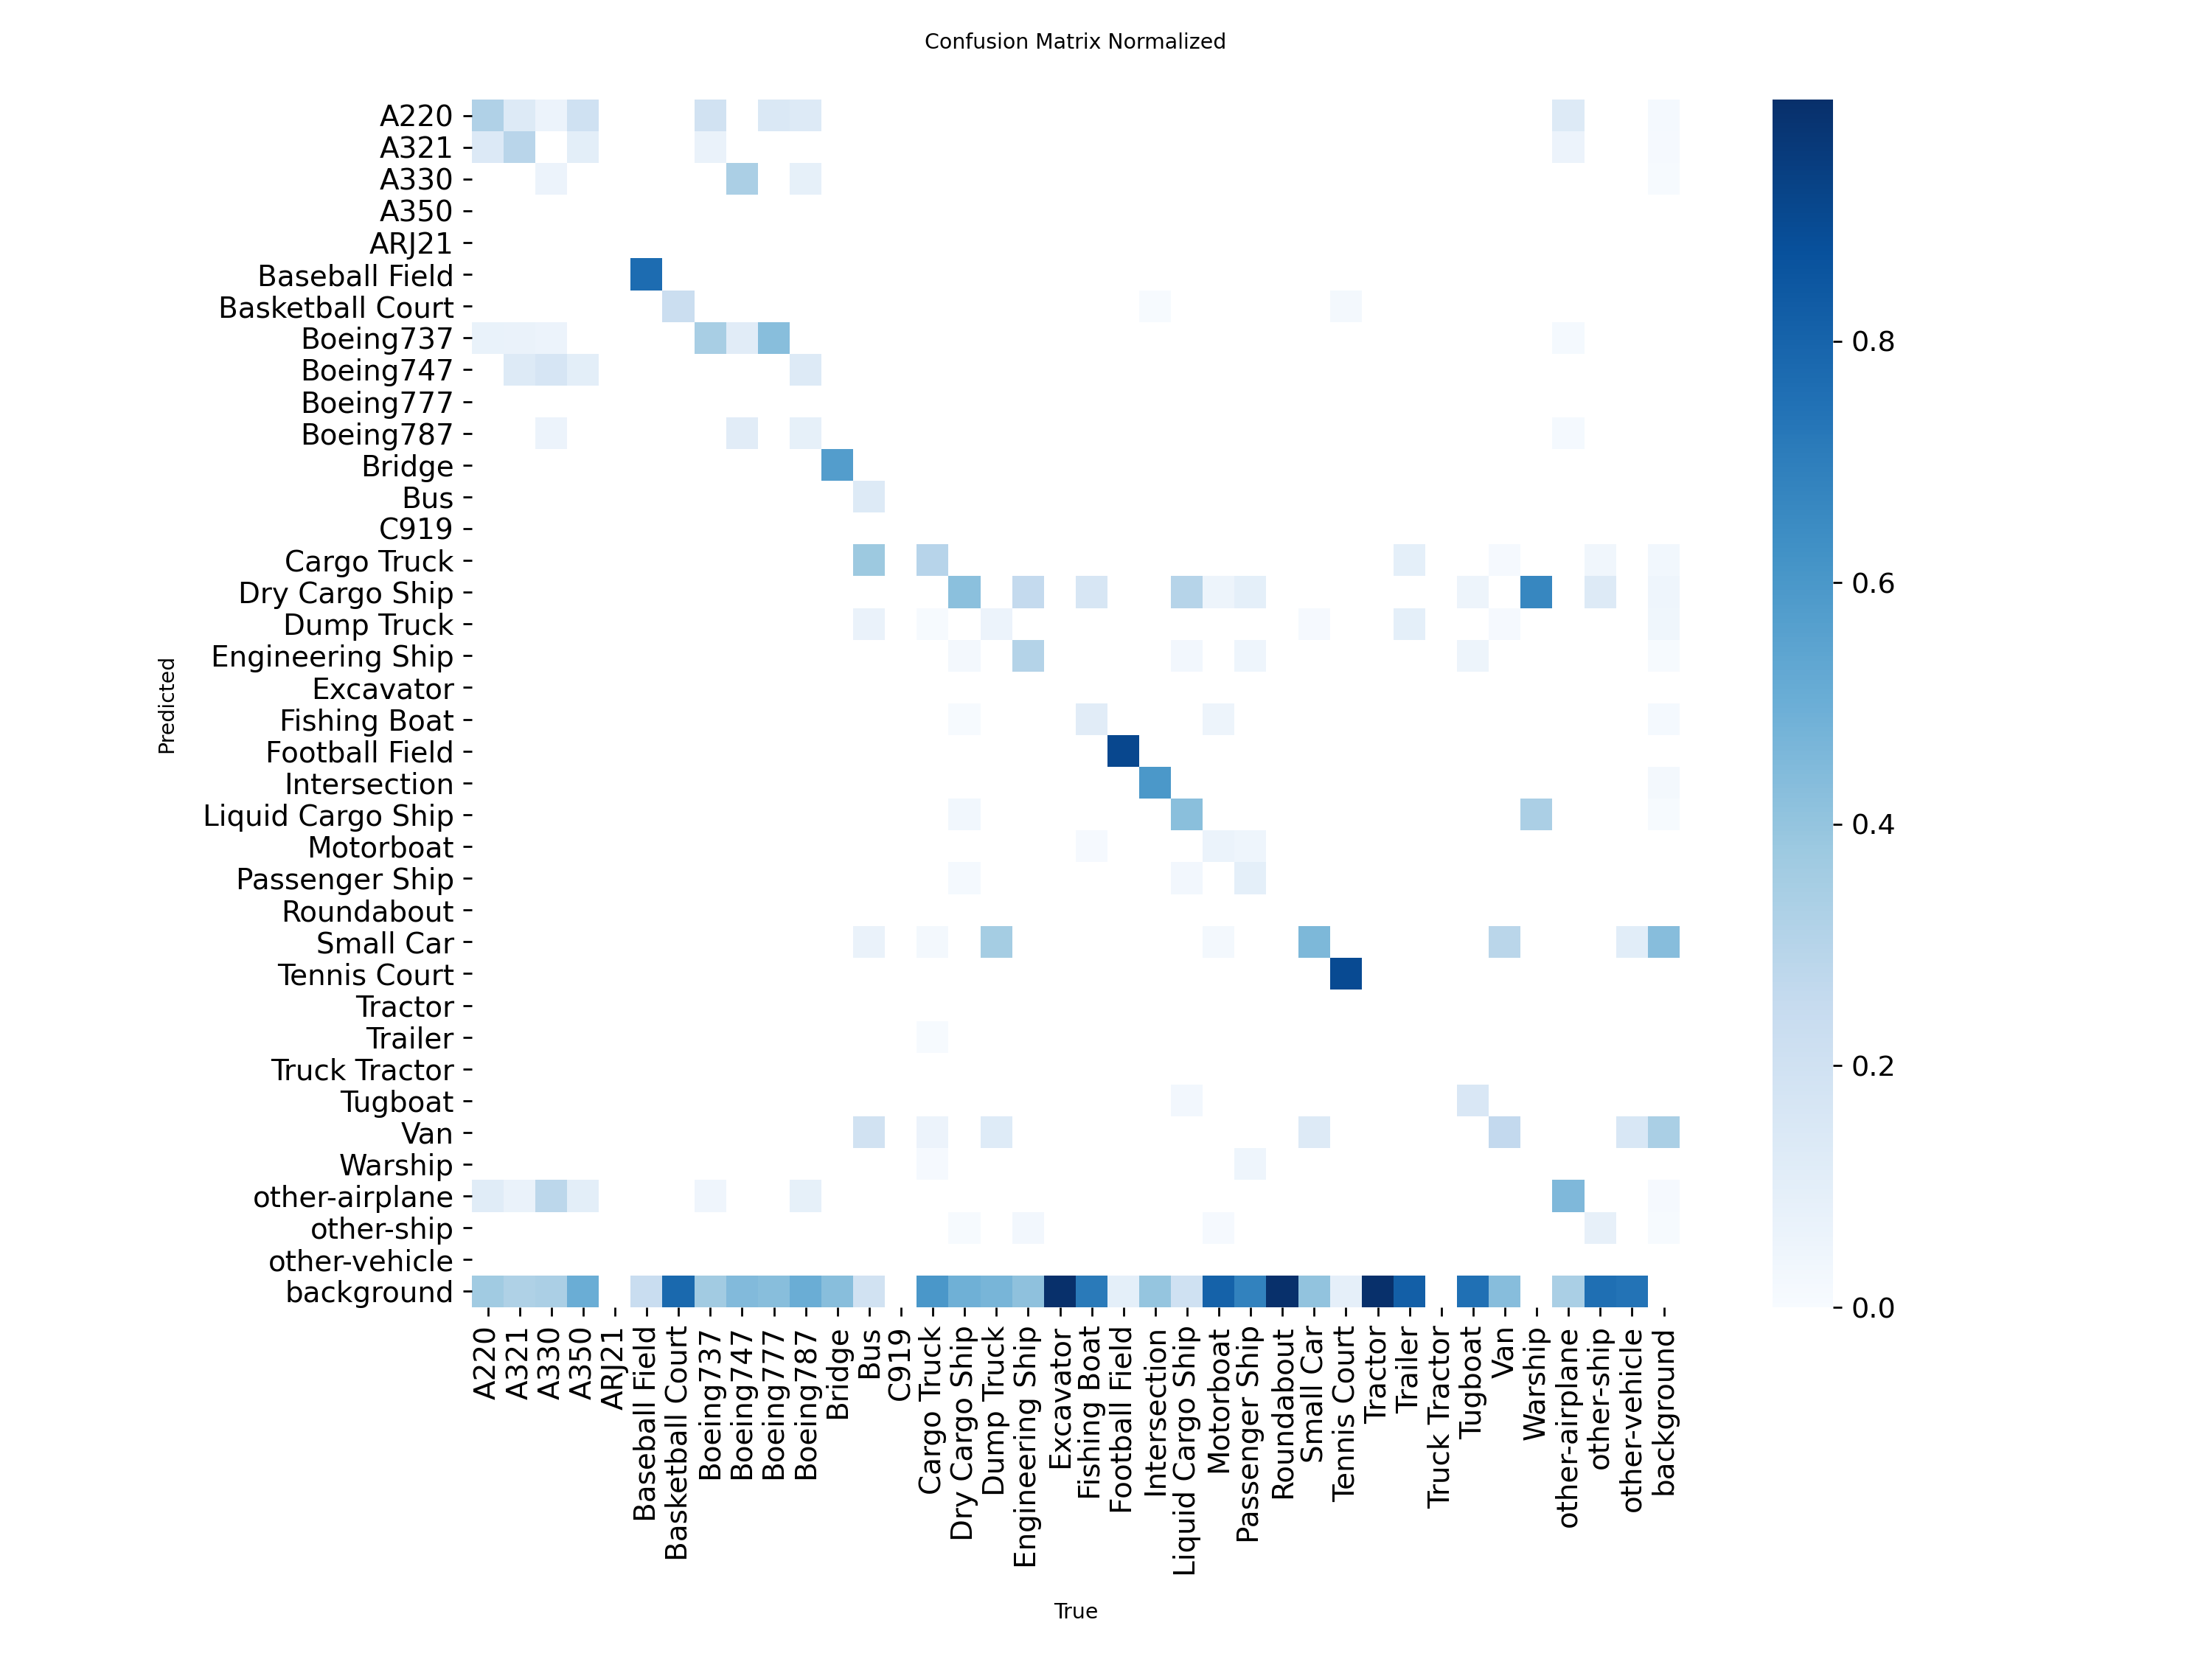 Confusion Matrix Normalized
A220
A321
A330
A350
ARJ21
Baseball Field
Basketball Court
Boeing737
Boeing747
Boeing777
Boeing787
Bridge
Bus
C919
Cargo Truck
Dry Cargo Ship
Dump Truck
Engineering Ship
Excavator
Fishing Boat
Football Field
Intersection
Liquid Cargo Ship
Motorboat
Passenger Ship
Roundabout
Small Car
Tennis Court
Tractor
Trailer
Truck Tractor
Tugboat
Van
Warship
other-airplane
other-ship
other-vehicle
background
Predicted
A220
A321
A330
A350
ARJ21
Baseball Field
Basketball Court
Boeing737
Boeing747
Boeing777
Boeing787
Bridge
Bus
C919
Cargo Truck
Dry Cargo Ship
Dump Truck
Engineering Ship
Excavator
Fishing Boat
Football Field
Intersection
Liquid Cargo Ship
Motorboat
Passenger Ship
Roundabout
Small Car
Tennis Court
Tractor
Trailer
Truck Tractor
Tugboat
Van
Warship
other-airplane
other-ship
other-vehicle
background
True
0.8
0.6
0.4
0.2
0.0